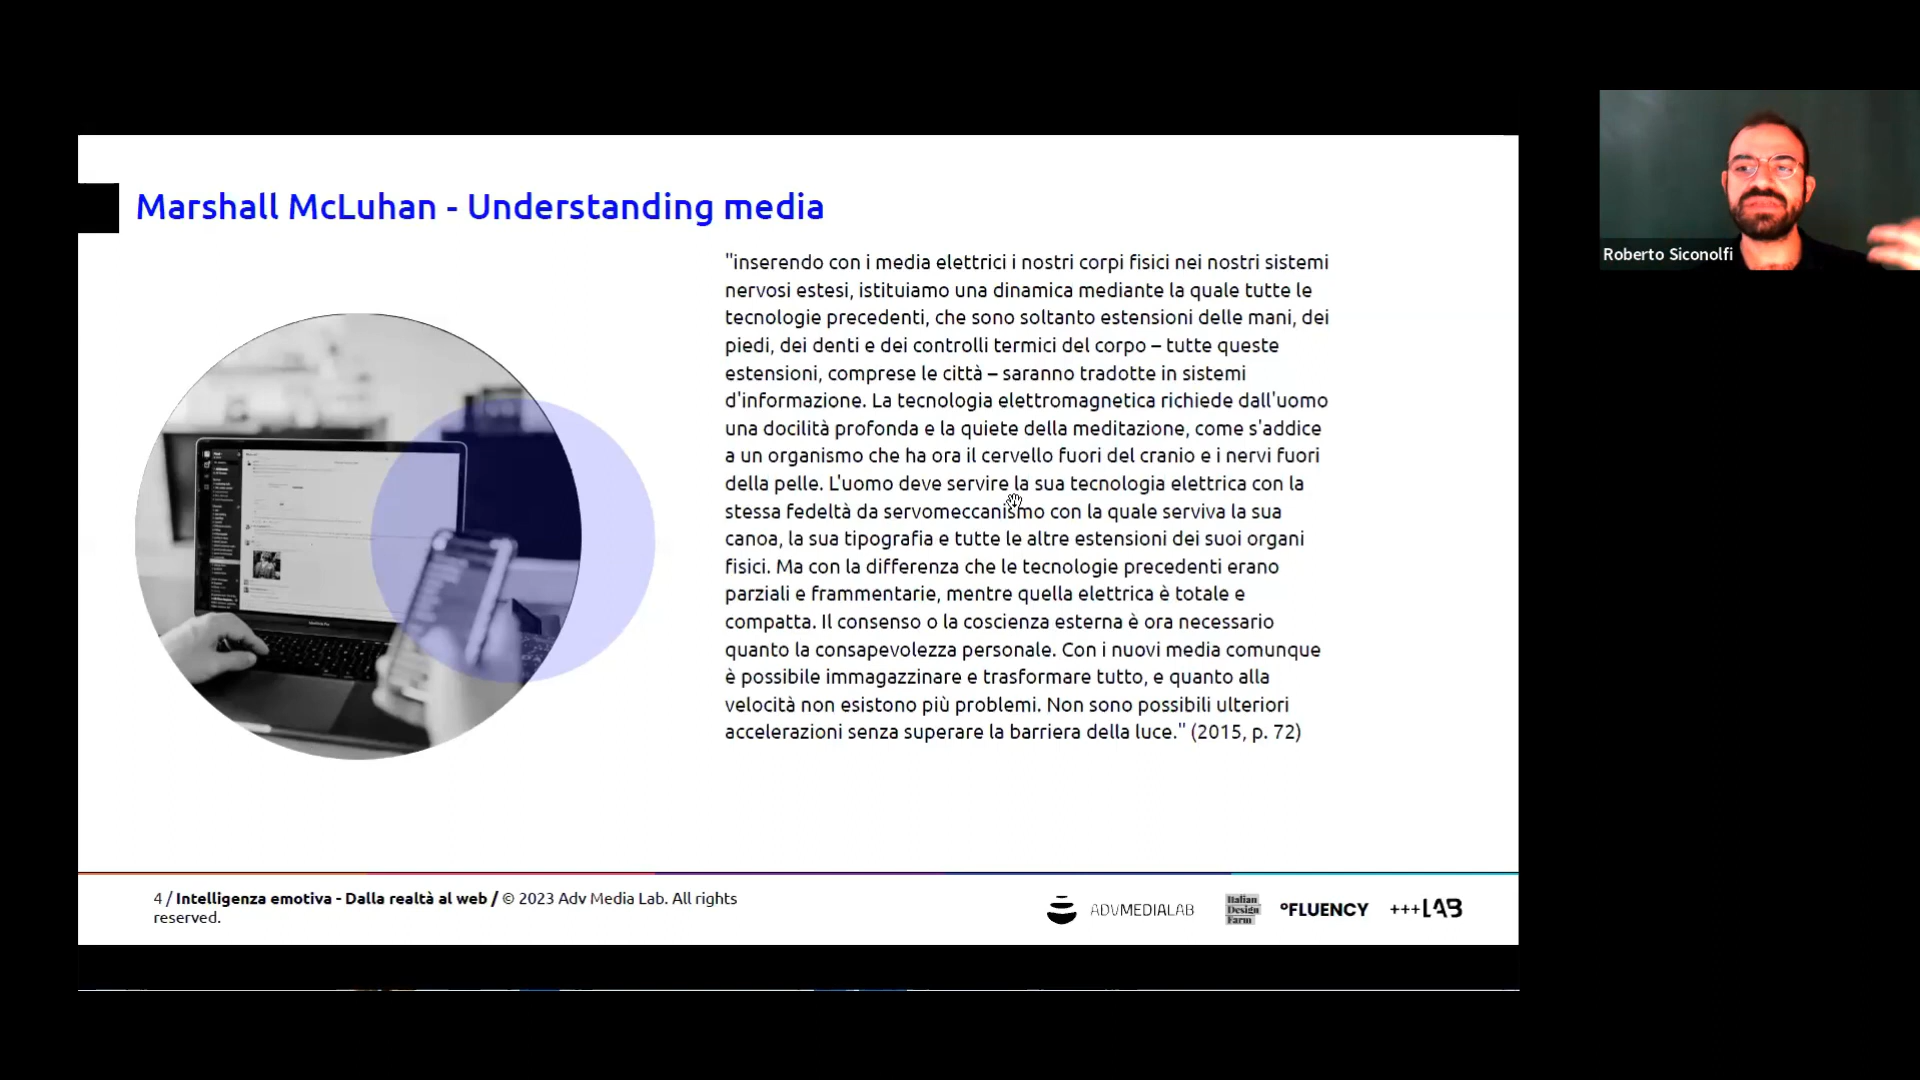 Marshall McLuhan - Understanding media
"inserendo con i media elettrici i nostri corpi fisici nei nostri sistemi
nervosi estesi, istituiamo una dinamica mediante la quale tutte le
tecnologie precedenti, che sono soltanto estensioni delle mani, dei
piedi, dei denti e dei controlli termici del corpo – tutte queste
estensioni, comprese le città – saranno tradotte in sistemi
d'informazione. La tecnologia elettromagnetica richiede dall'uomo
una docilità profonda e la quiete della meditazione, come s'addice
a un organismo che ha ora il cervello fuori del cranio e i nervi fuori
della pelle. L'uomo deve servire la sua tecnologia elettrica con la
stessa fedeltà da servomeccanismo con la quale serviva la sua
canoa, la sua tipografia e tutte le altre estensioni dei suoi organi
fisici. Ma con la differenza che le tecnologie precedenti erano
parziali e frammentarie, mentre quella elettrica è totale e
compatta. Il consenso o la coscienza esterna è ora necessario
quanto la consapevolezza personale. Con i nuovi media comunque
è possibile immagazzinare e trasformare tutto, e quanto alla
velocità non esistono più problemi. Non sono possibili ulteriori
accelerazioni senza superare la barriera della luce." (2015, p. 72)
4 / Intelligenza emotiva - Dalla realtà al web / © 2023 Adv Media Lab. All rights
reserved.
ADVMEDIALAB
Italian
Design
Farm
°FLUENCY
+++LAB
Roberto Siconolfi